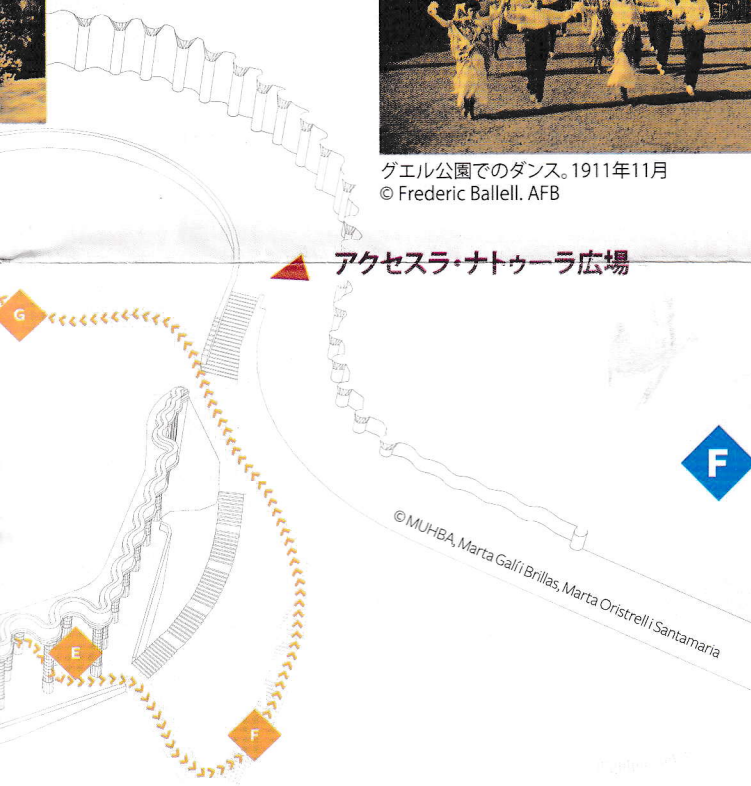 グエル公園でのダンス。1911年11月
© Frederic Ballell. AFB
アクセスラ・ナトゥーラ広場
G
F
© MUHBA, Marta Galí i Brillas, Marta Oristrell i Santamaria
E
F